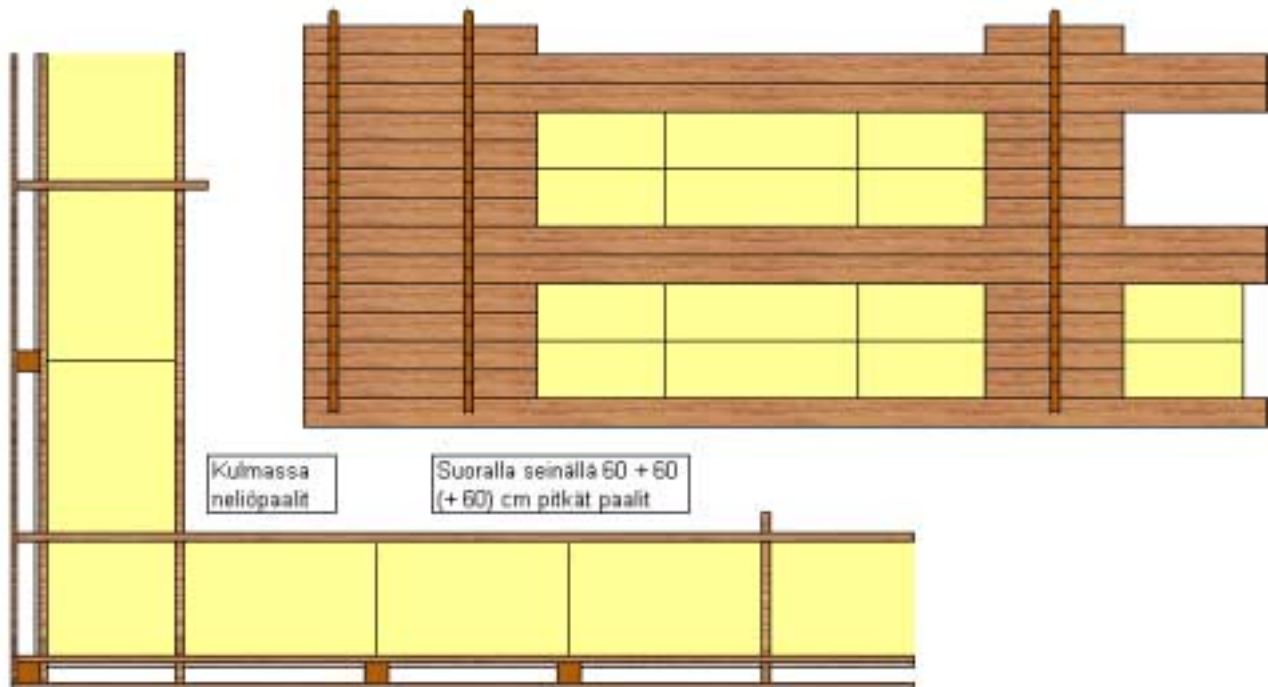 Kulmassa
neliöpaalit
Suoralla seinällä 60 + 60
(+ 60) cm pitkät paalit